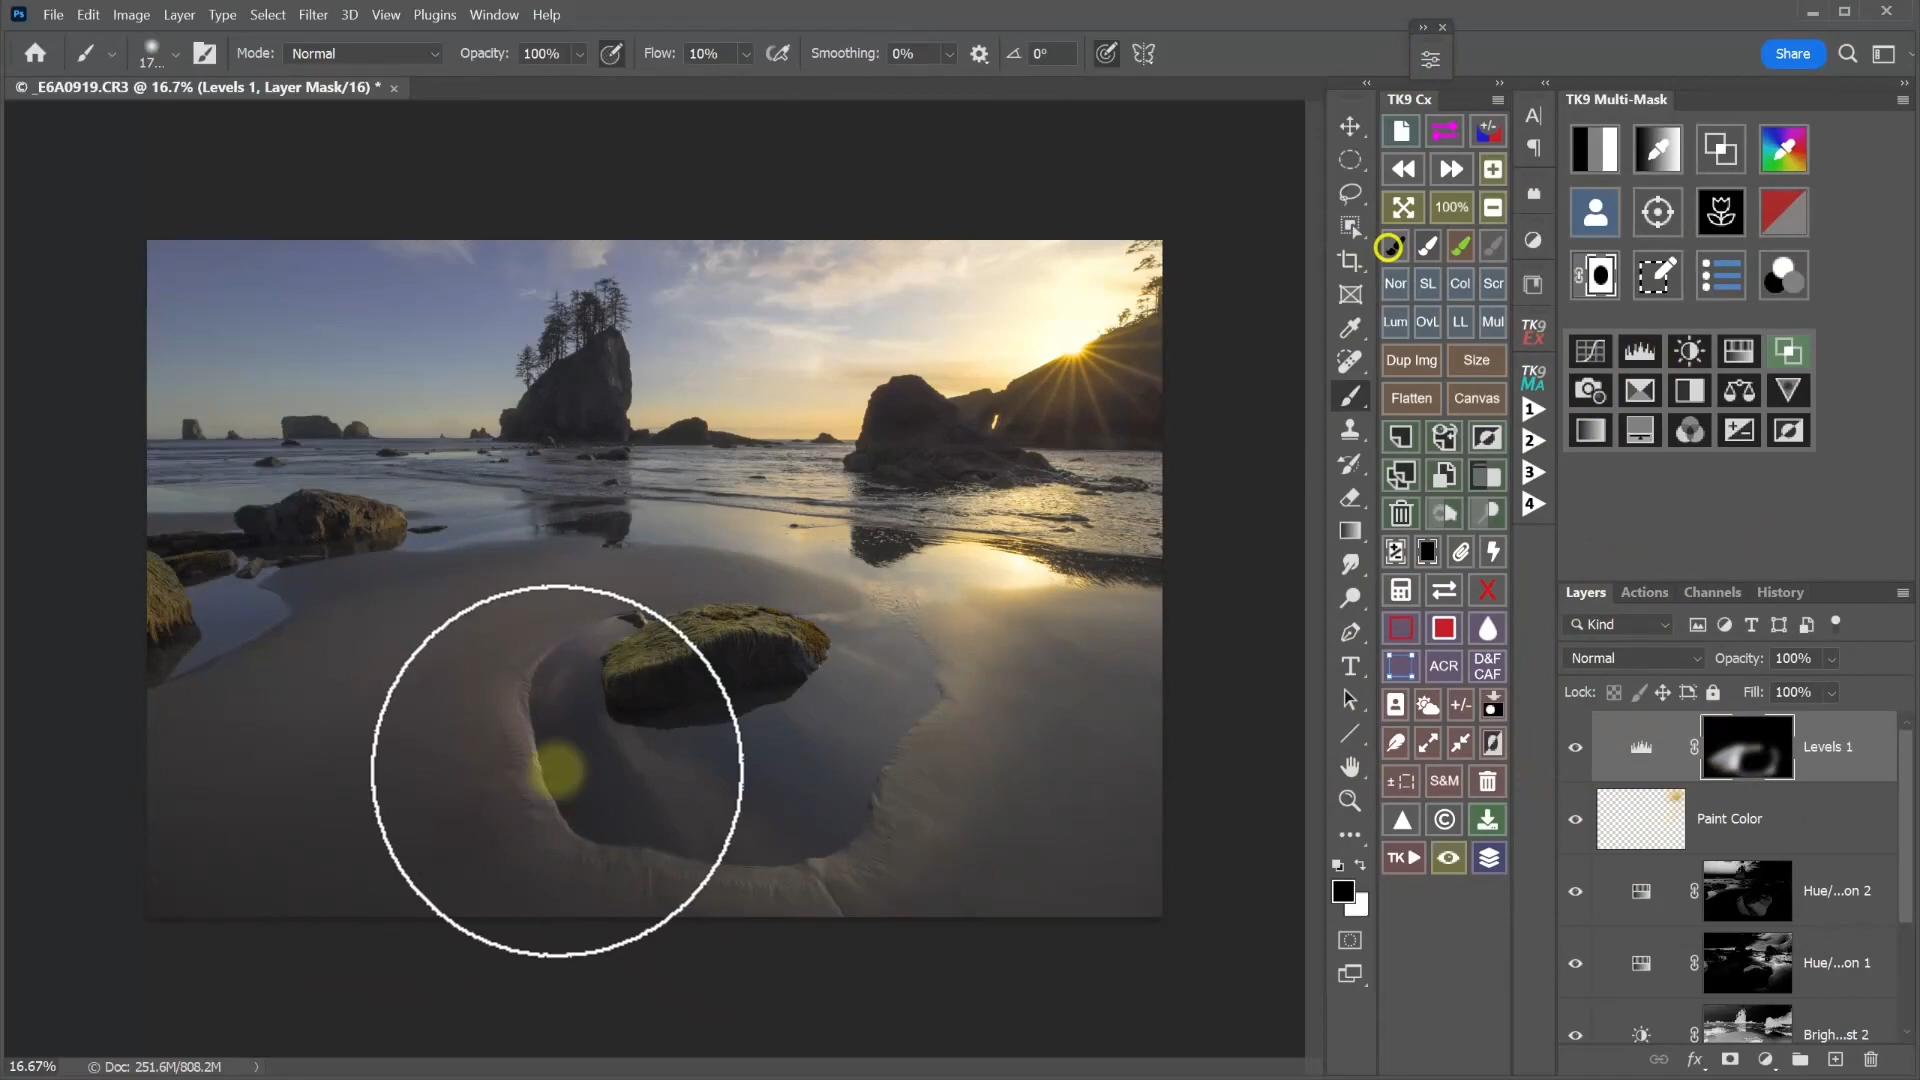 Ps File Edit Image Layer Type Select Filter 3D View Plugins Window Help
17... Mode: Normal Opacity: 100% Flow: 10% Smoothing: 0% 0° Share
© _E6A0919.CR3 @ 16.7% (Levels 1, Layer Mask/16) * ×
TK9 Cx
100%
Nor SL Col Scr
Lum OvL LL Mul
Dup Img Size
Flatten Canvas
ACR D&F
CAF
+/-
S&M
TK
A
TK9
Ex
TK9
MA
1
2
3
4
TK9 Multi-Mask
Layers Actions Channels History
Kind
Normal Opacity: 100%
Lock: Fill: 100%
Levels 1
Paint Color
Hue/...on 2
Hue/...on 1
Brigh...st 2
fx
16.67% Doc: 251.6M/808.2M